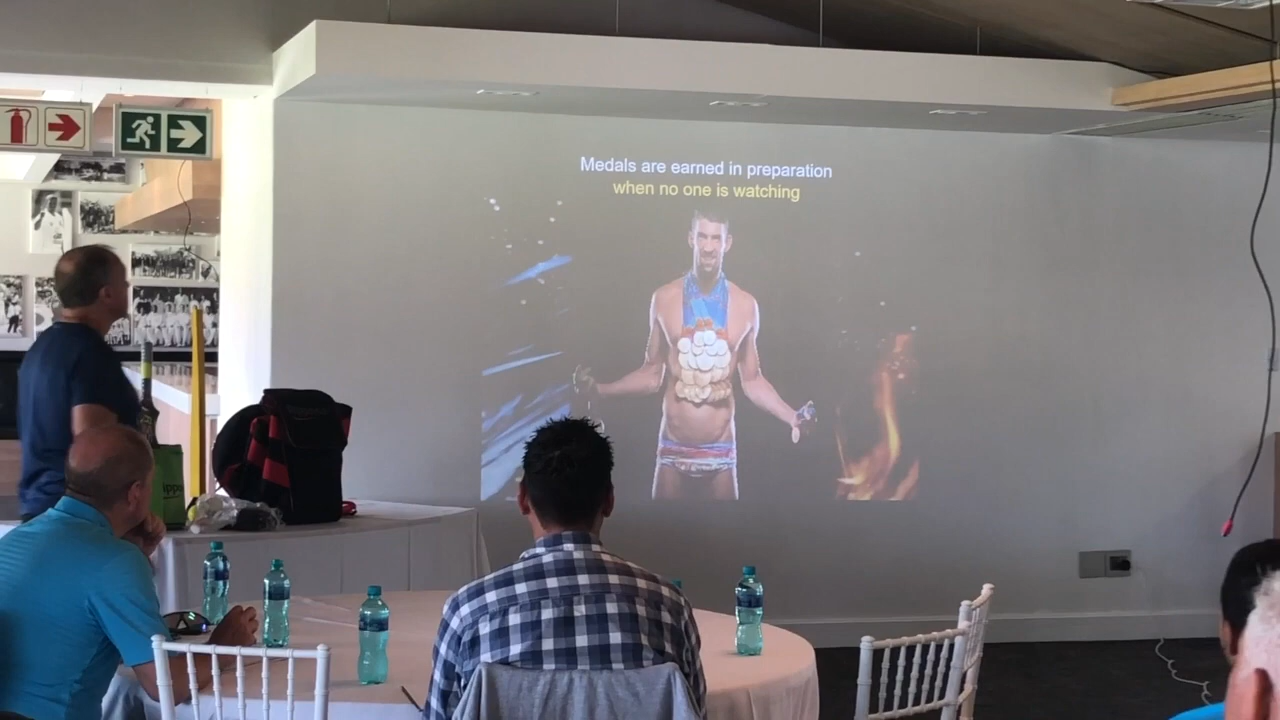 Medals are earned in preparation
when no one is watching